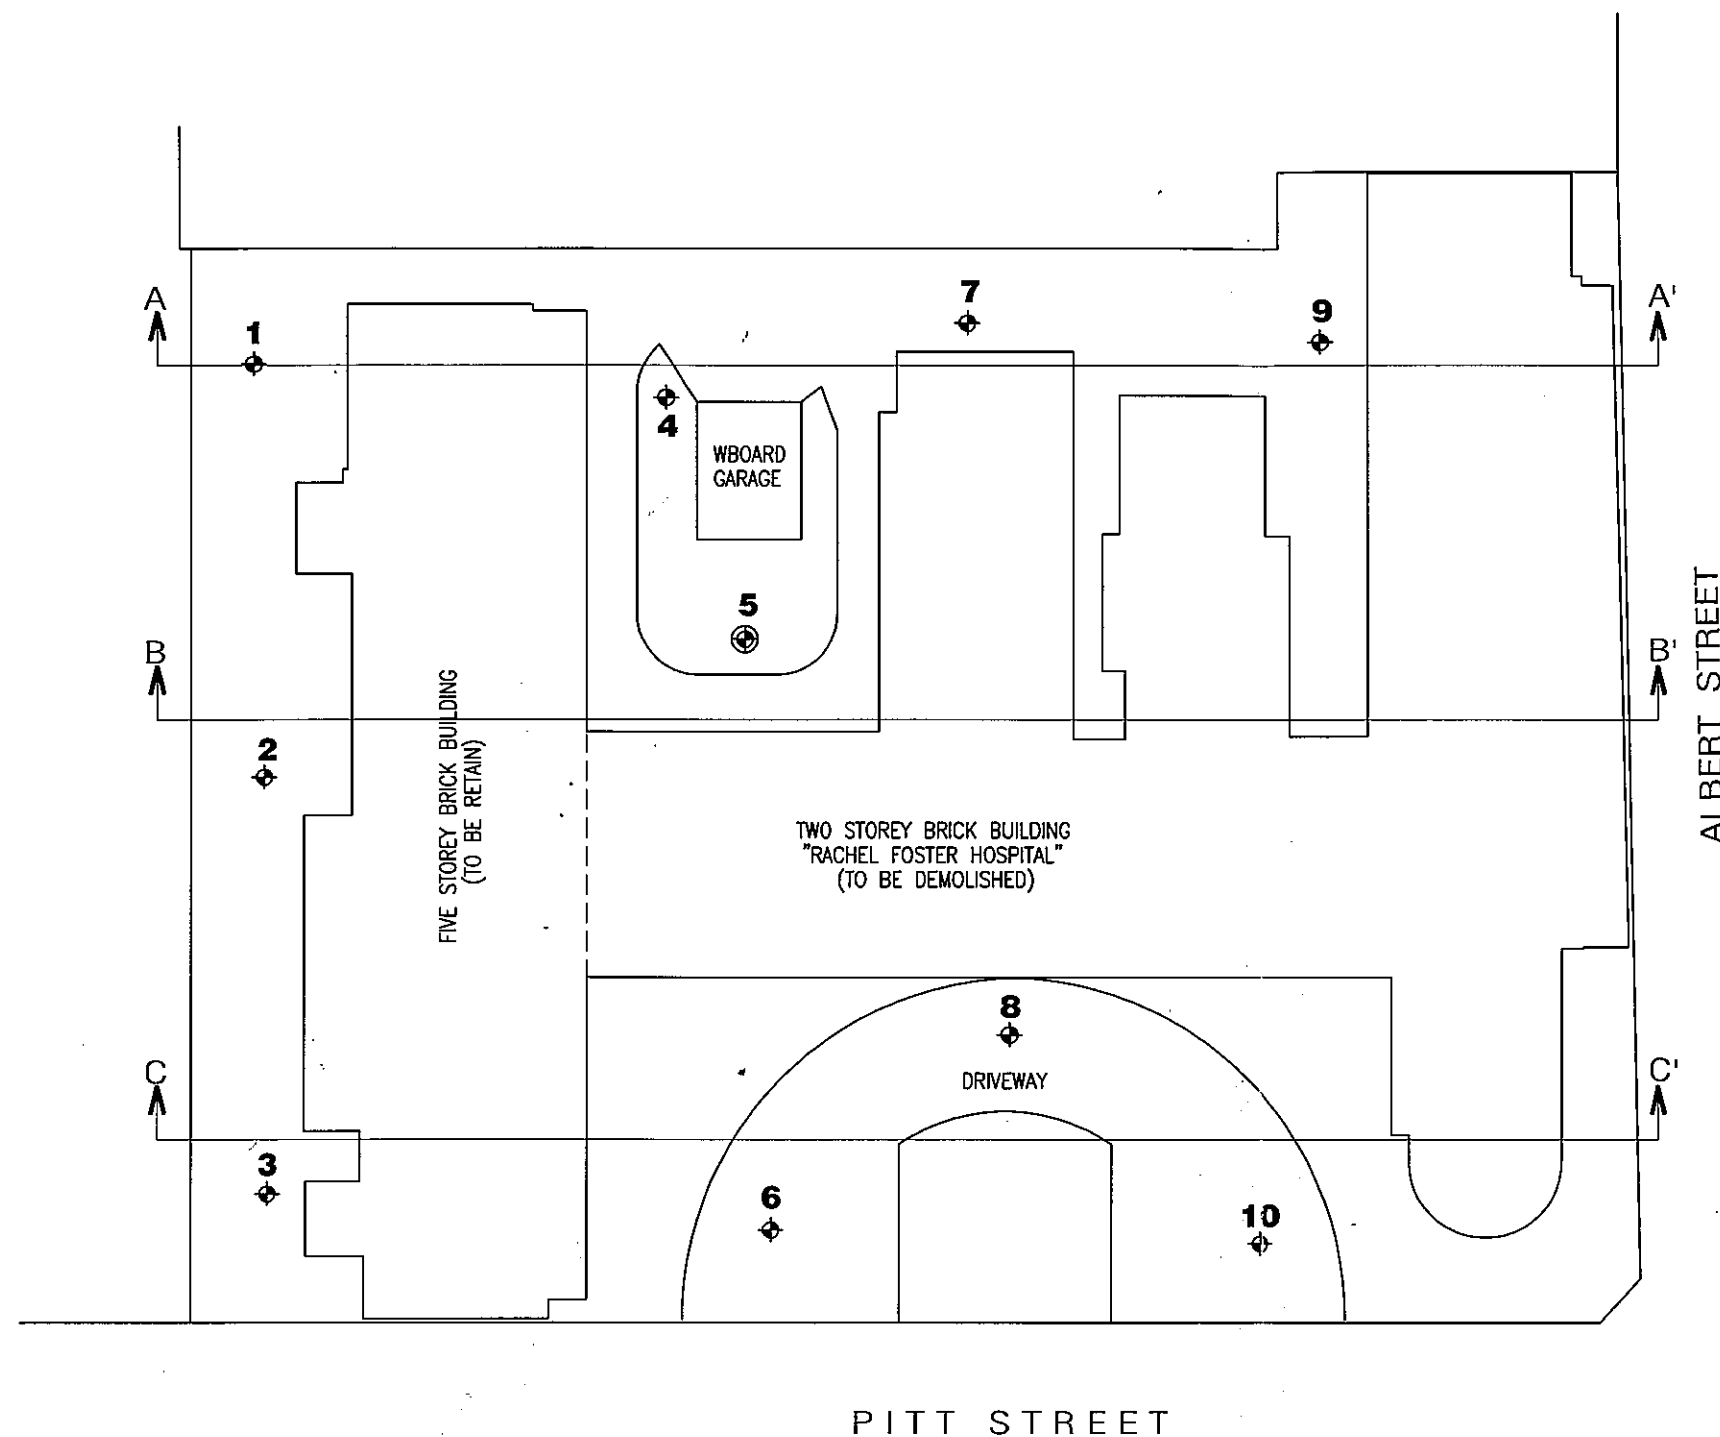 A
A'
1
7
9
4
WBOARD
GARAGE
5
B
B'
2
FIVE STOREY BRICK BUILDING
(TO BE RETAIN)
TWO STOREY BRICK BUILDING
"RACHEL FOSTER HOSPITAL"
(TO BE DEMOLISHED)
ALBERT STREET
8
DRIVEWAY
C
C'
3
6
10
PITT STREET